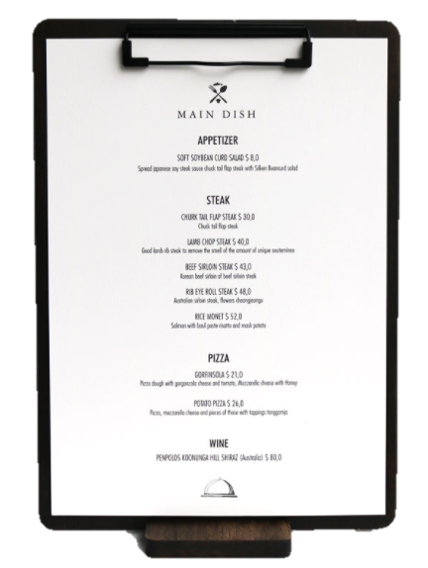 MAIN DISH
APPETIZER
SOFT SOYBEAN CURD SALAD $ 8,0
Spread japanese soy steak sauce chuck tail flap steak with Silken Beancurd salad
STEAK
CHURK TAIL FLAP STEAK $ 30,0
Chuck tail flap steak
LAMB CHOP STEAK $ 40,0
Good lamb rib steak to remove the smell of the amount of unique
BEEF SIRLOIN STEAK $ 43,0
Korean beef sirloin of beef sirloin steak
RIB EYE ROLL STEAK $ 48,0
Australian sirloin steak, flowers cheongyang
RICE MONET $ 52,0
Salmon with basil paste risotto and mash potato
PIZZA
GORFINSOLA $ 21,0
Pizza dough with gorgonzola cheese and tomato, Mozzarella cheese with Honey
POTATO PIZZA $ 26,0
Pizza, mozzarella cheese and pieces of those with toppings
WINE
PENPOLDS KOONUNGA HILL SHIRAZ (Australia) $ 80,0